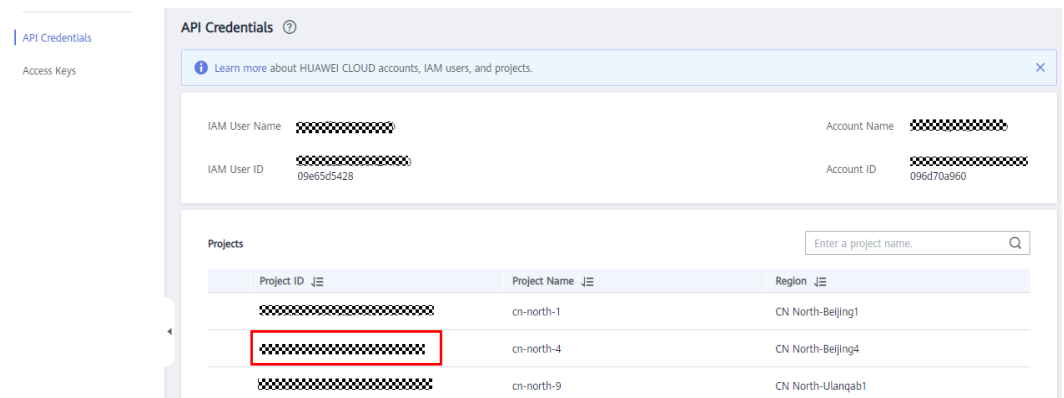 API Credentials
Access Keys
API Credentials
Learn more about HUAWEI CLOUD accounts, IAM users, and projects.
IAM User Name
Account Name
IAM User ID
09e65d5428
Account ID
096d70a960
Projects
Enter a project name.
Project ID
Project Name
Region
cn-north-1
CN North-Beijing1
cn-north-4
CN North-Beijing4
cn-north-9
CN North-Ulanqab1